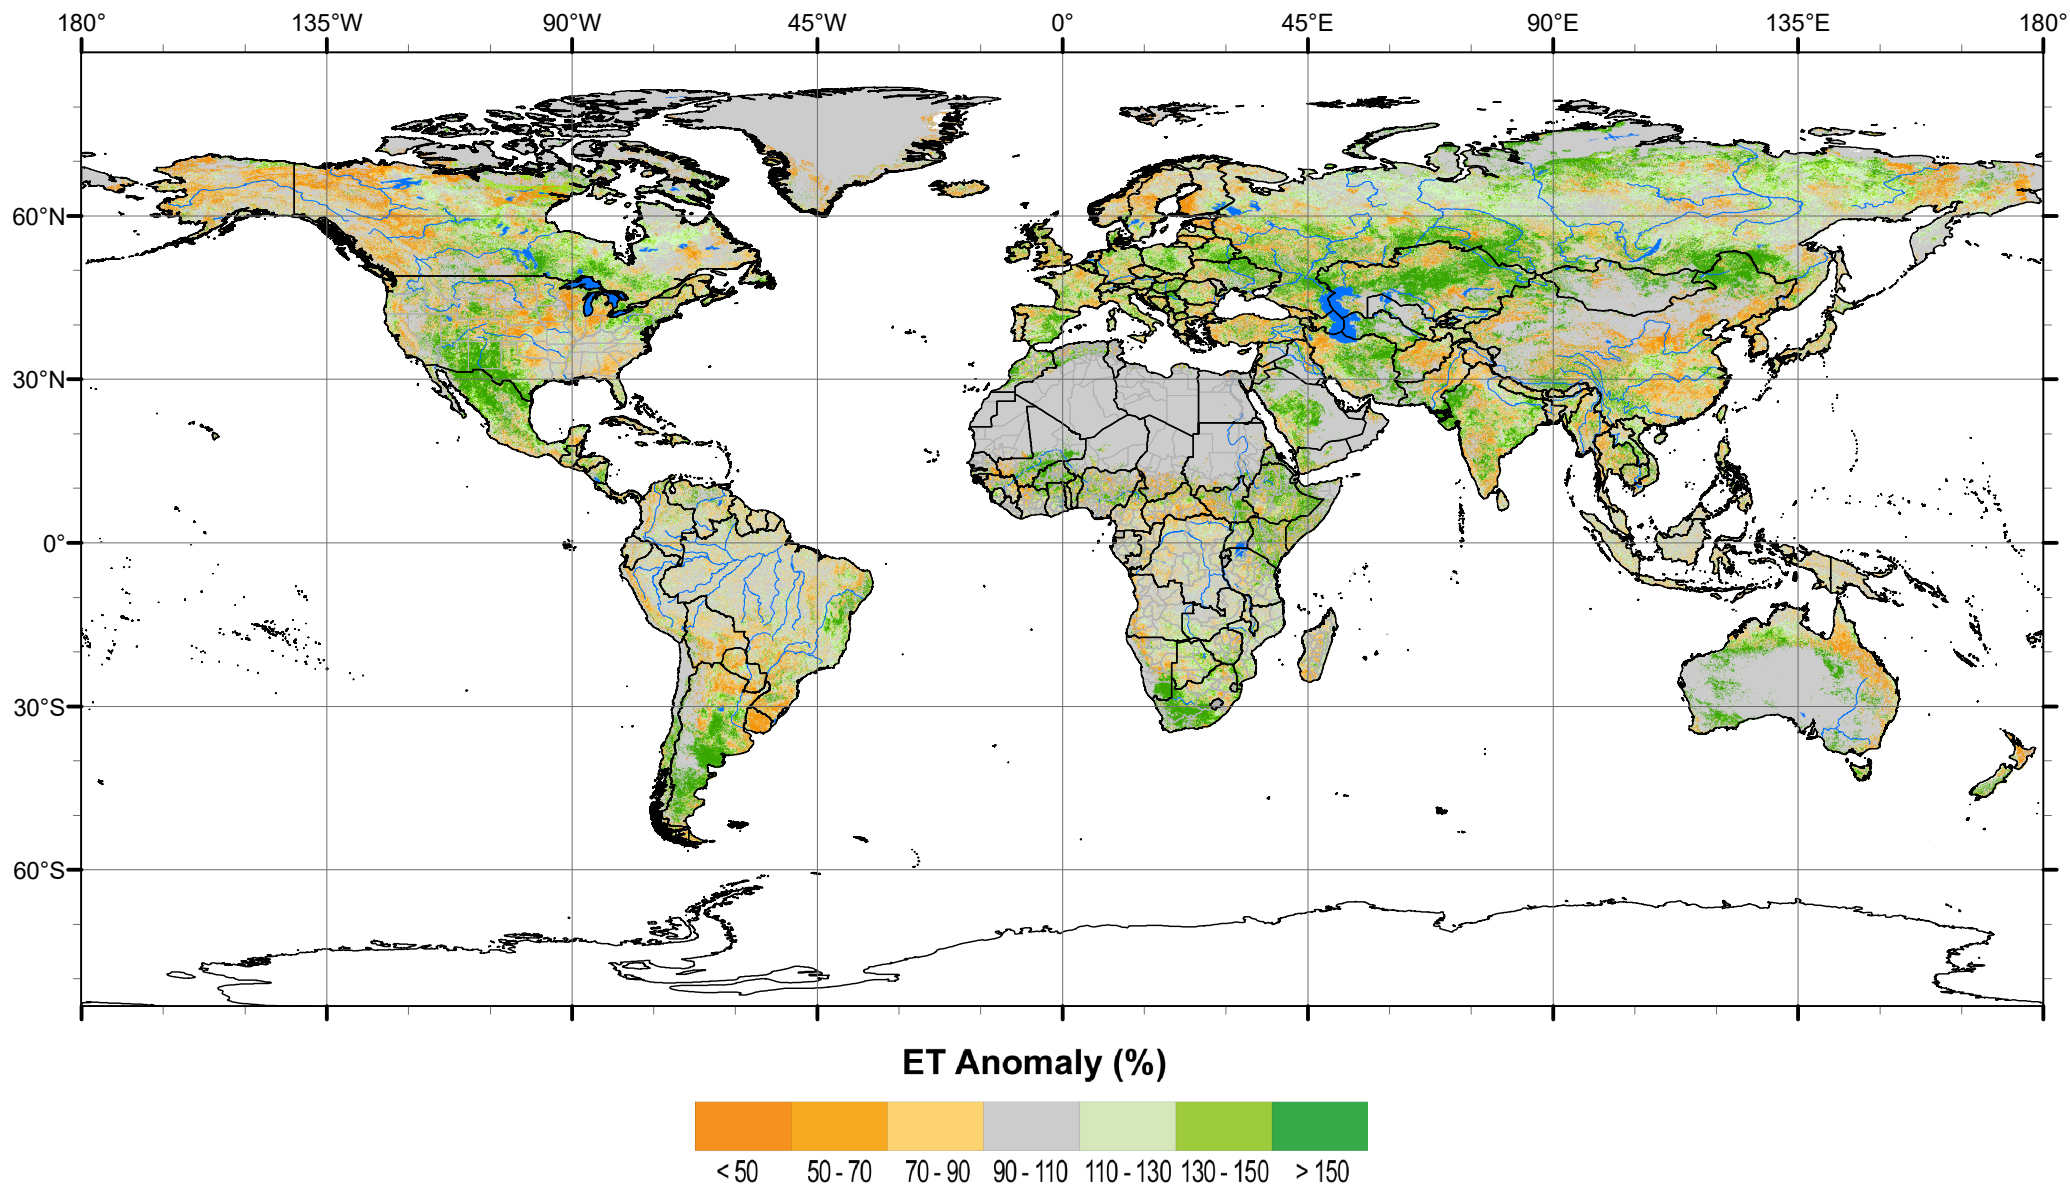 180° 135°W 90°W 45°W 0° 45°E 90°E 135°E 180°
60°N
30°N
0°
30°S
60°S
ET Anomaly (%)
< 50 50 - 70 70 - 90 90 - 110 110 - 130 130 - 150 > 150